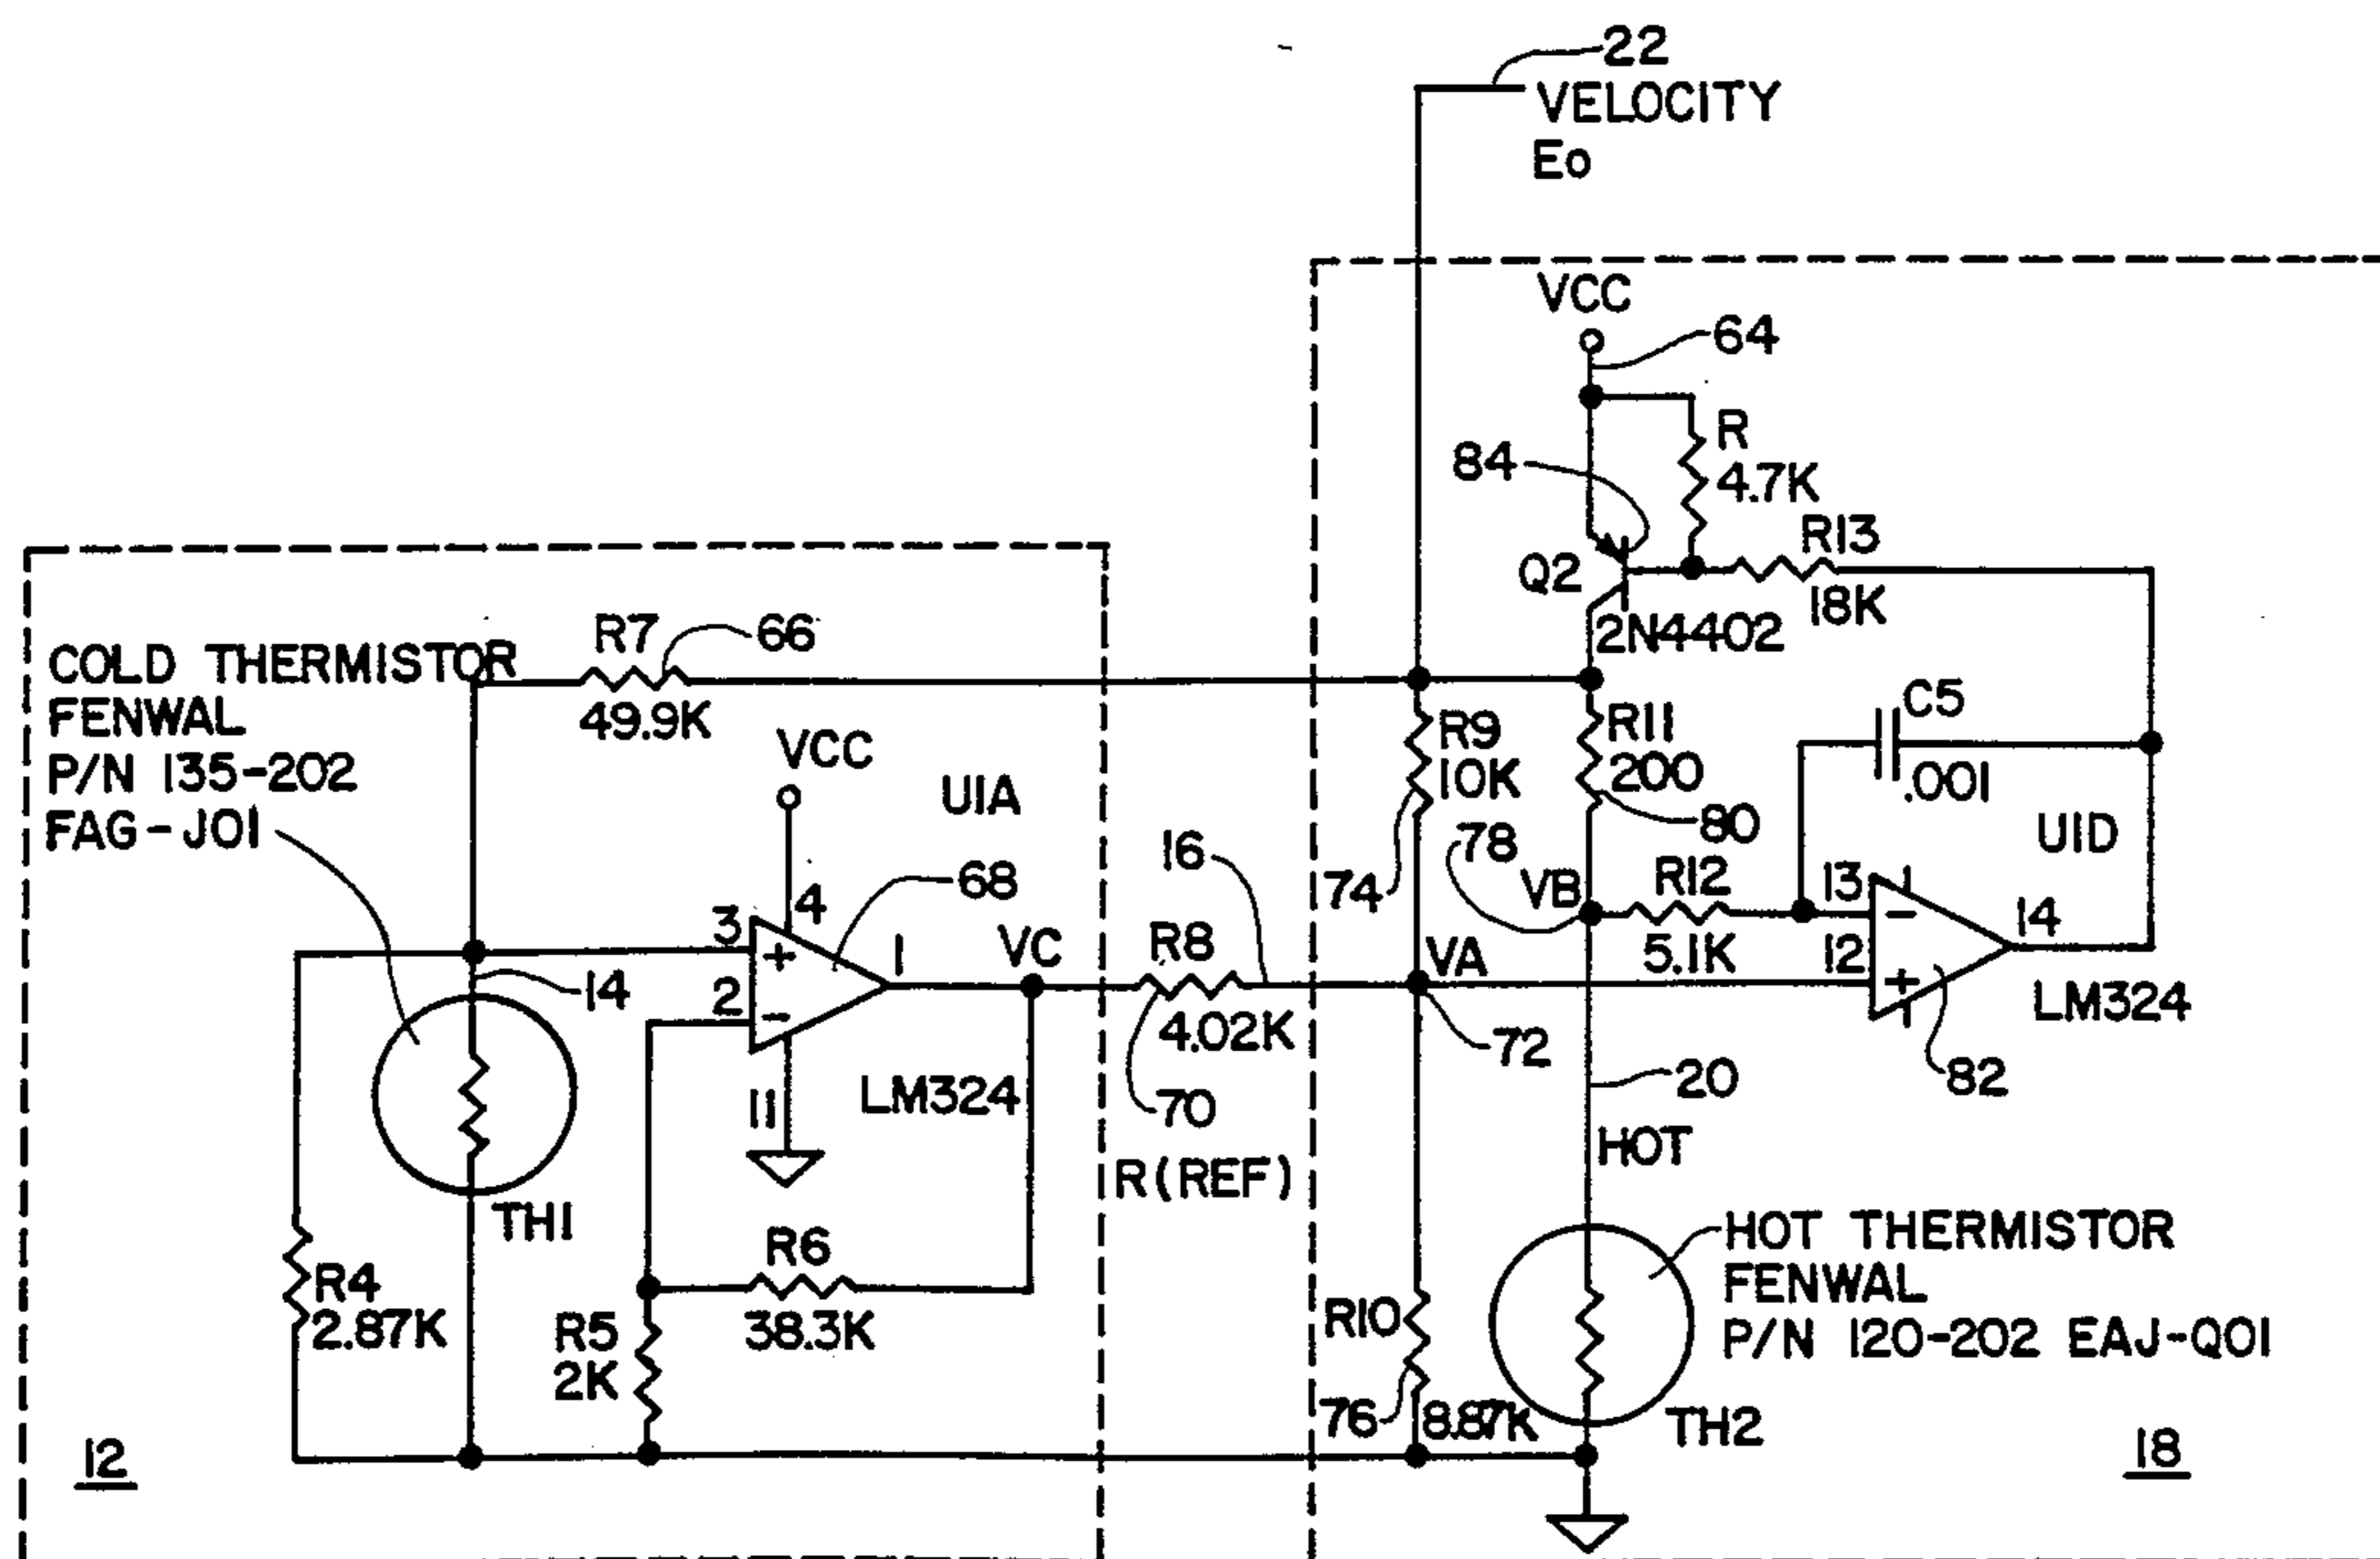 22
VELOCITY
Eo
VCC
64
R
4.7K
84
R13
18K
Q2
2N4402
R7
66
49.9K
COLD THERMISTOR
FENWAL
P/N 135-202
FAG-J01
VCC
U1A
68
3
4
2
1
11
LM324
VC
14
TH1
R4
2.87K
R5
2K
R6
38.3K
12
R8
4.02K
16
70
R(REF)
R9
10K
74
R11
200
80
78
VB
R12
5.1K
C5
.001
U1D
13
12
14
LM324
82
VA
72
20
HOT
HOT THERMISTOR
FENWAL
P/N 120-202 EAJ-Q01
TH2
R10
76
8.87K
18